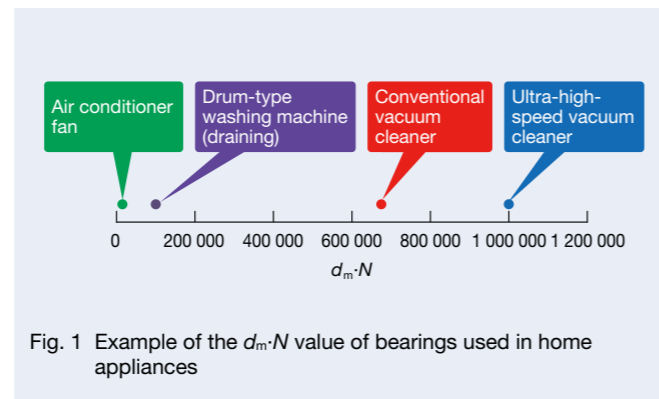 Air conditioner
fan
Drum-type
washing machine
(draining)
Conventional
vacuum
cleaner
Ultra-high-
speed vacuum
cleaner
0 200 000 400 000 600 000 800 000 1 000 000 1 200 000
dm·N
Fig. 1 Example of the dm·N value of bearings used in home
appliances